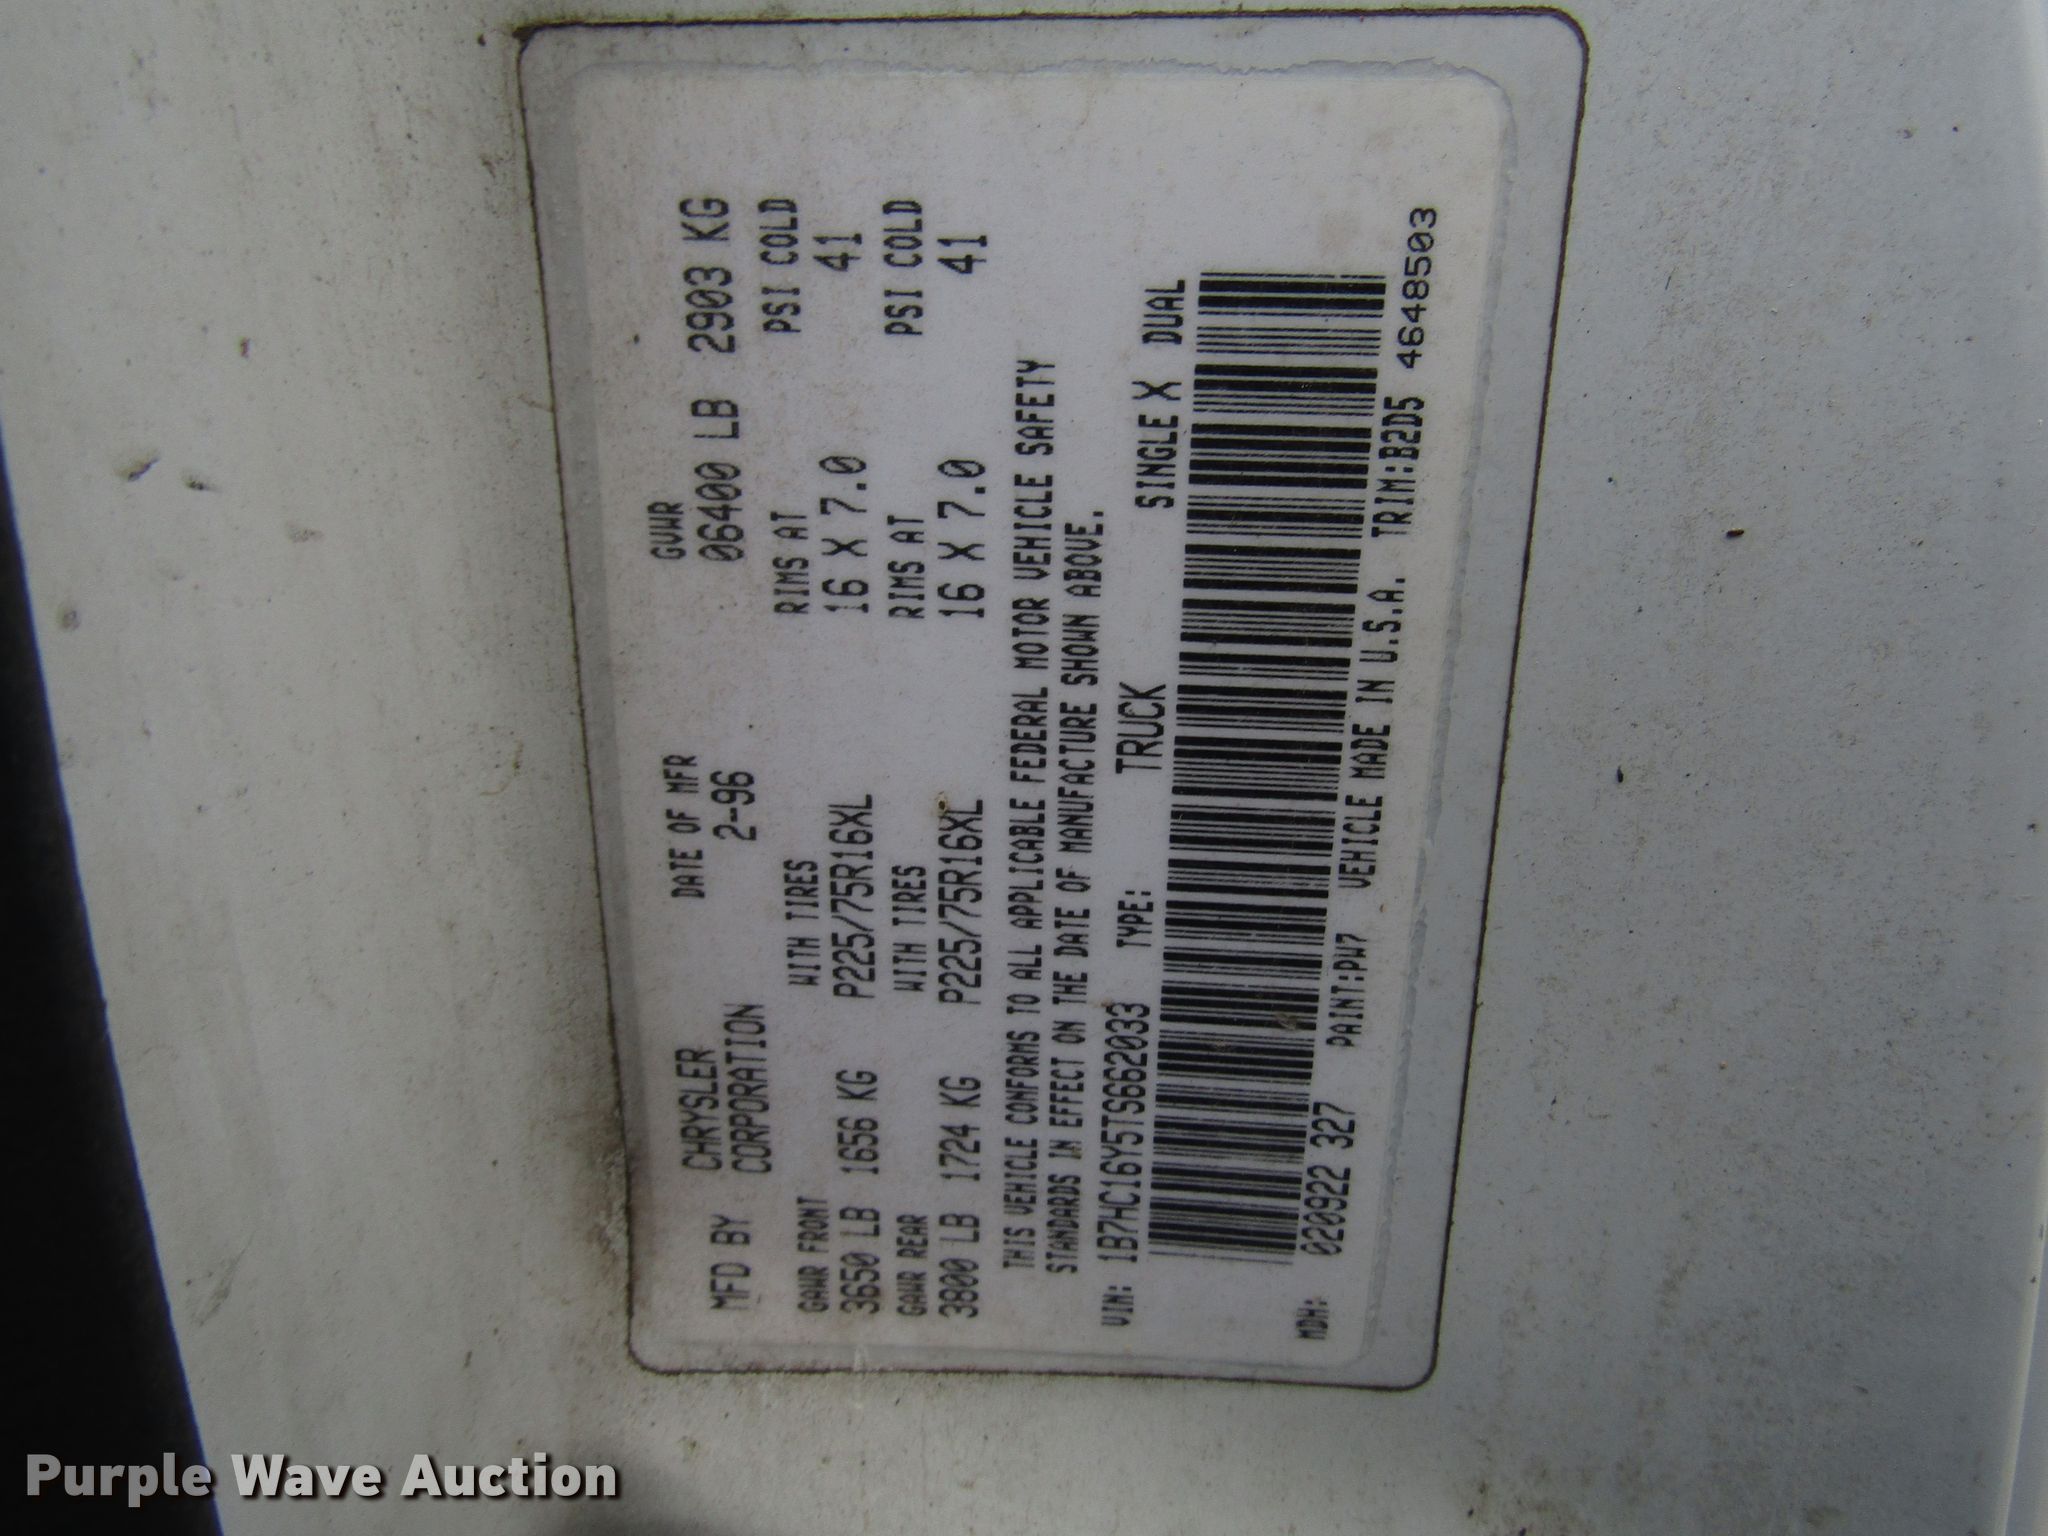 MFD BY CHRYSLER CORPORATION DATE OF MFR 2-96 GVWR 06400 LB 2903 KG
GAWR FRONT WITH TIRES RIMS AT PSI COLD
3650 LB 1656 KG P225/75R16XL 16 X 7.0 41
GAWR REAR WITH TIRES RIMS AT PSI COLD
3800 LB 1724 KG P225/75R16XL 16 X 7.0 41
THIS VEHICLE CONFORMS TO ALL APPLICABLE FEDERAL MOTOR VEHICLE SAFETY
STANDARDS IN EFFECT ON THE DATE OF MANUFACTURE SHOWN ABOVE.
VIN: 1B7HC16Y5TS662033 TYPE: TRUCK SINGLE X DUAL
MDH: 020922 327 PAINT:PW7 VEHICLE MADE IN U.S.A. TRIM:B2D5 4648503
Purple Wave Auction